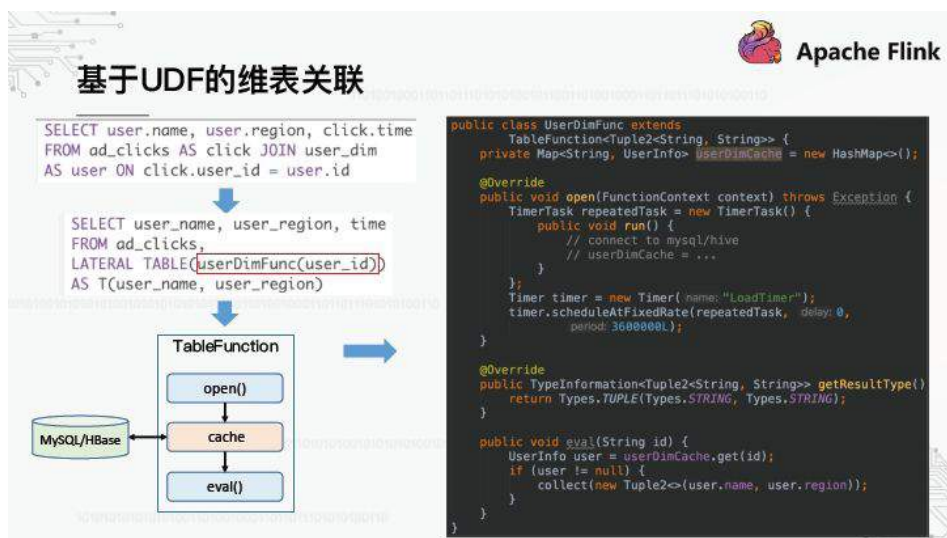 Apache Flink
基于UDF的维表关联
SELECT user.name, user.region, click.time
FROM ad_clicks AS click JOIN user_dim
AS user ON click.user_id = user.id
SELECT user_name, user_region, time
FROM ad_clicks,
LATERAL TABLE(userDimFunc(user_id))
AS T(user_name, user_region)
TableFunction
open()
MySQL/HBase
cache
eval()
public class UserDimFunc extends
TableFunction<Tuple2<String, String>> {
private Map<String, UserInfo> userDimCache = new HashMap<>();
@Override
public void open(FunctionContext context) throws Exception {
TimerTask repeatedTask = new TimerTask() {
public void run() {
// connect to mysql/hive
// userDimCache = ...
}
};
Timer timer = new Timer( name: "LoadTimer");
timer.scheduleAtFixedRate(repeatedTask, delay: 0,
period: 3600000L);
}
@Override
public TypeInformation<Tuple2<String, String>> getResultType()
return Types.TUPLE(Types.STRING, Types.STRING);
}
public void eval(String id) {
UserInfo user = userDimCache.get(id);
if (user != null) {
collect(new Tuple2<>(user.name, user.region));
}
}
}